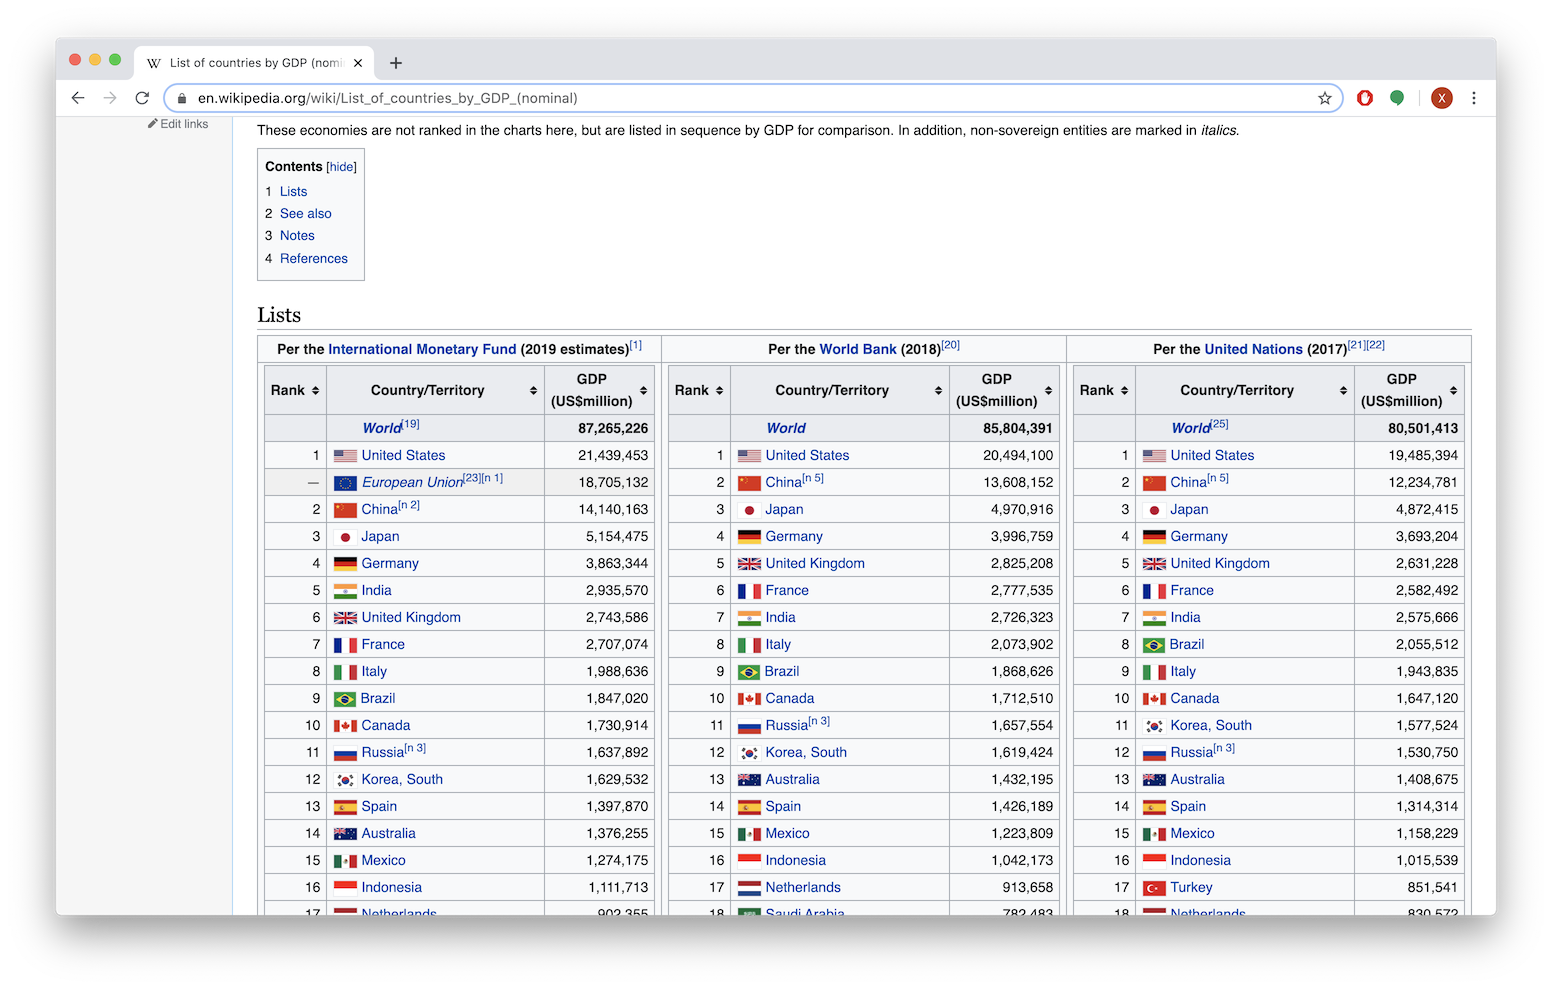 List of countries by GDP (nomi
en.wikipedia.org/wiki/List_of_countries_by_GDP_(nominal)
X
Edit links
These economies are not ranked in the charts here, but are listed in sequence by GDP for comparison. In addition, non-sovereign entities are marked in italics.
Contents [hide]
1 Lists
2 See also
3 Notes
4 References
Lists
Per the International Monetary Fund (2019 estimates)[1]
Rank Country/Territory GDP (US$million)
World[19] 87,265,226
1 United States 21,439,453
— European Union[23][n 1] 18,705,132
2 China[n 2] 14,140,163
3 Japan 5,154,475
4 Germany 3,863,344
5 India 2,935,570
6 United Kingdom 2,743,586
7 France 2,707,074
8 Italy 1,988,636
9 Brazil 1,847,020
10 Canada 1,730,914
11 Russia[n 3] 1,637,892
12 Korea, South 1,629,532
13 Spain 1,397,870
14 Australia 1,376,255
15 Mexico 1,274,175
16 Indonesia 1,111,713
17 Netherlands 902,355
Per the World Bank (2018)[20]
Rank Country/Territory GDP (US$million)
World 85,804,391
1 United States 20,494,100
2 China[n 5] 13,608,152
3 Japan 4,970,916
4 Germany 3,996,759
5 United Kingdom 2,825,208
6 France 2,777,535
7 India 2,726,323
8 Italy 2,073,902
9 Brazil 1,868,626
10 Canada 1,712,510
11 Russia[n 3] 1,657,554
12 Korea, South 1,619,424
13 Australia 1,432,195
14 Spain 1,426,189
15 Mexico 1,223,809
16 Indonesia 1,042,173
17 Netherlands 913,658
18 Saudi Arabia 782,483
Per the United Nations (2017)[21][22]
Rank Country/Territory GDP (US$million)
World[25] 80,501,413
1 United States 19,485,394
2 China[n 5] 12,234,781
3 Japan 4,872,415
4 Germany 3,693,204
5 United Kingdom 2,631,228
6 France 2,582,492
7 India 2,575,666
8 Brazil 2,055,512
9 Italy 1,943,835
10 Canada 1,647,120
11 Korea, South 1,577,524
12 Russia[n 3] 1,530,750
13 Australia 1,408,675
14 Spain 1,314,314
15 Mexico 1,158,229
16 Indonesia 1,015,539
17 Turkey 851,541
18 Netherlands 830,572